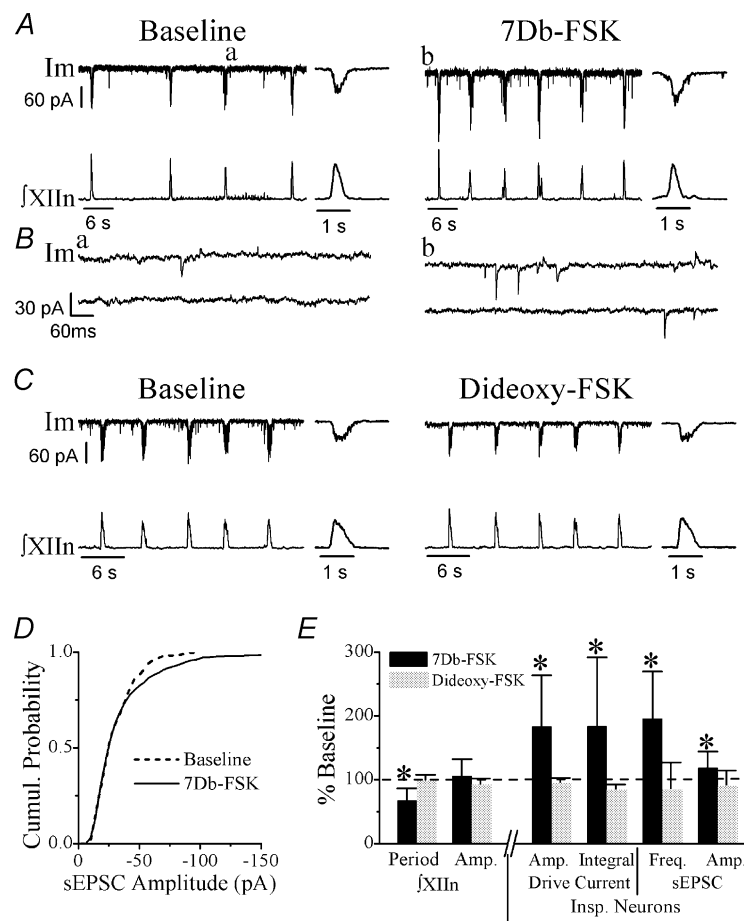 A
Baseline
7Db-FSK
Im
a
b
60 pA
∫XIIn
6 s
1 s
6 s
1 s
B
Im
a
b
30 pA
60ms
C
Baseline
Dideoxy-FSK
Im
60 pA
∫XIIn
6 s
1 s
6 s
1 s
D
Cumul. Probability
1.0
0.5
0.0
Baseline
7Db-FSK
0 -50 -100 -150
sEPSC Amplitude (pA)
E
% Baseline
300
200
100
0
7Db-FSK
Dideoxy-FSK
* * * * *
Period Amp. Amp. Integral Freq. Amp.
∫XIIn Drive Current sEPSC
Insp. Neurons